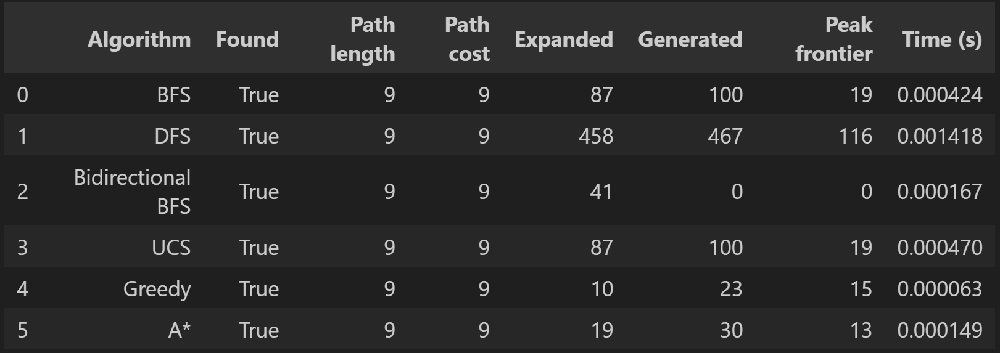 Algorithm Found Path length Path cost Expanded Generated Peak frontier Time (s)
0 BFS True 9 9 87 100 19 0.000424
1 DFS True 9 9 458 467 116 0.001418
2 Bidirectional BFS True 9 9 41 0 0 0.000167
3 UCS True 9 9 87 100 19 0.000470
4 Greedy True 9 9 10 23 15 0.000063
5 A* True 9 9 19 30 13 0.000149